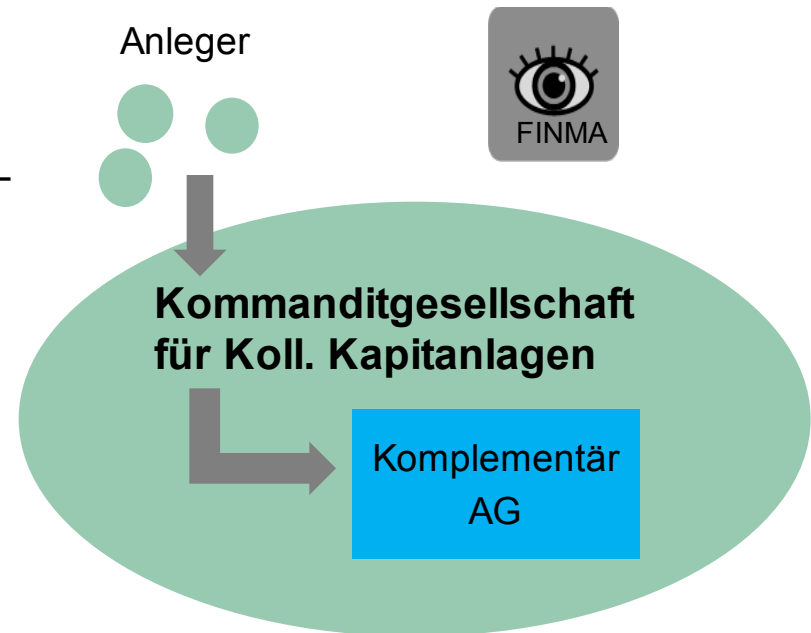 Anleger
FINMA
–
Kommanditgesellschaft
für Koll. Kapitanlagen
Komplementär
AG